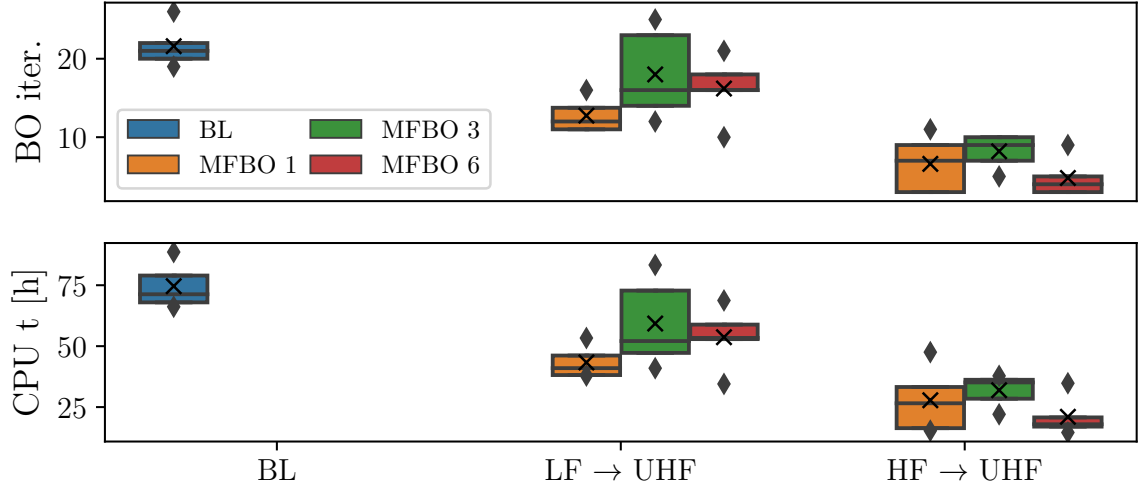 BO iter.
20
10
BL
MFBO 3
MFBO 1
MFBO 6
CPU t [h]
75
50
25
BL
LF → UHF
HF → UHF